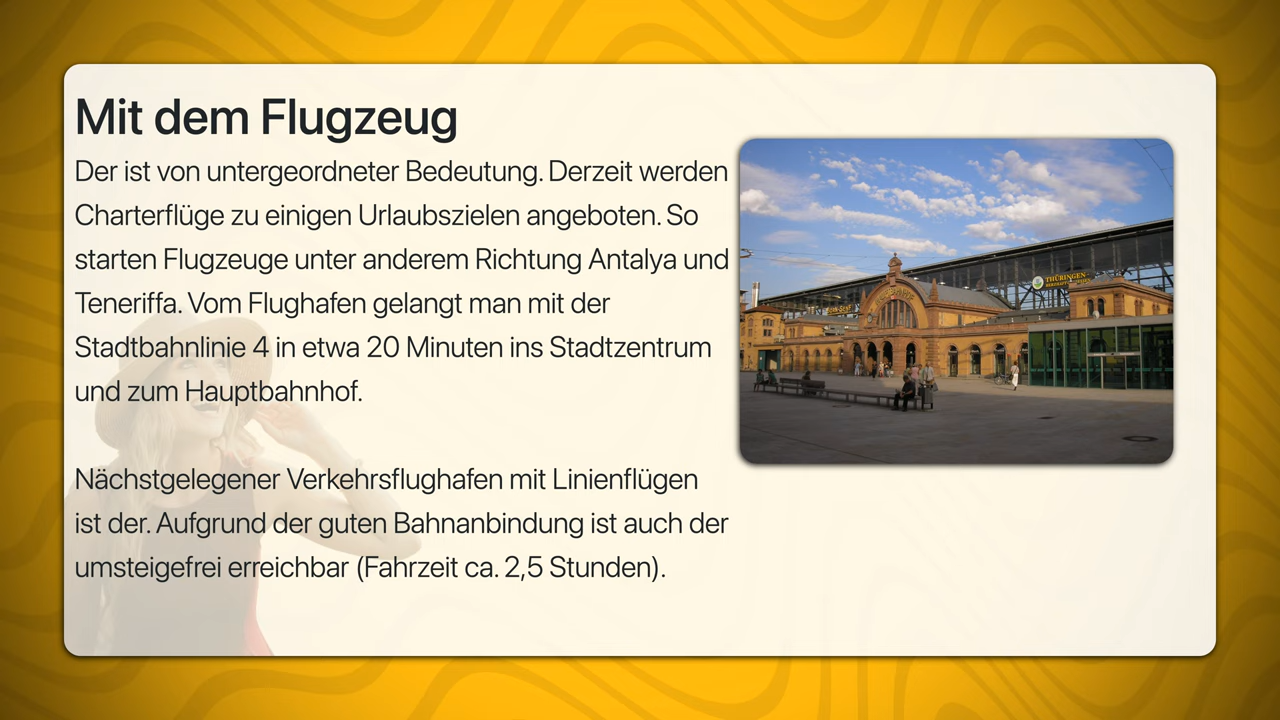 Mit dem Flugzeug
Der ist von untergeordneter Bedeutung. Derzeit werden
Charterflüge zu einigen Urlaubszielen angeboten. So
starten Flugzeuge unter anderem Richtung Antalya und
Teneriffa. Vom Flughafen gelangt man mit der
Stadtbahnlinie 4 in etwa 20 Minuten ins Stadtzentrum
und zum Hauptbahnhof.
Nächstgelegener Verkehrsflughafen mit Linienflügen
ist der. Aufgrund der guten Bahnanbindung ist auch der
umsteigefrei erreichbar (Fahrzeit ca. 2,5 Stunden).
THÜRINGEN